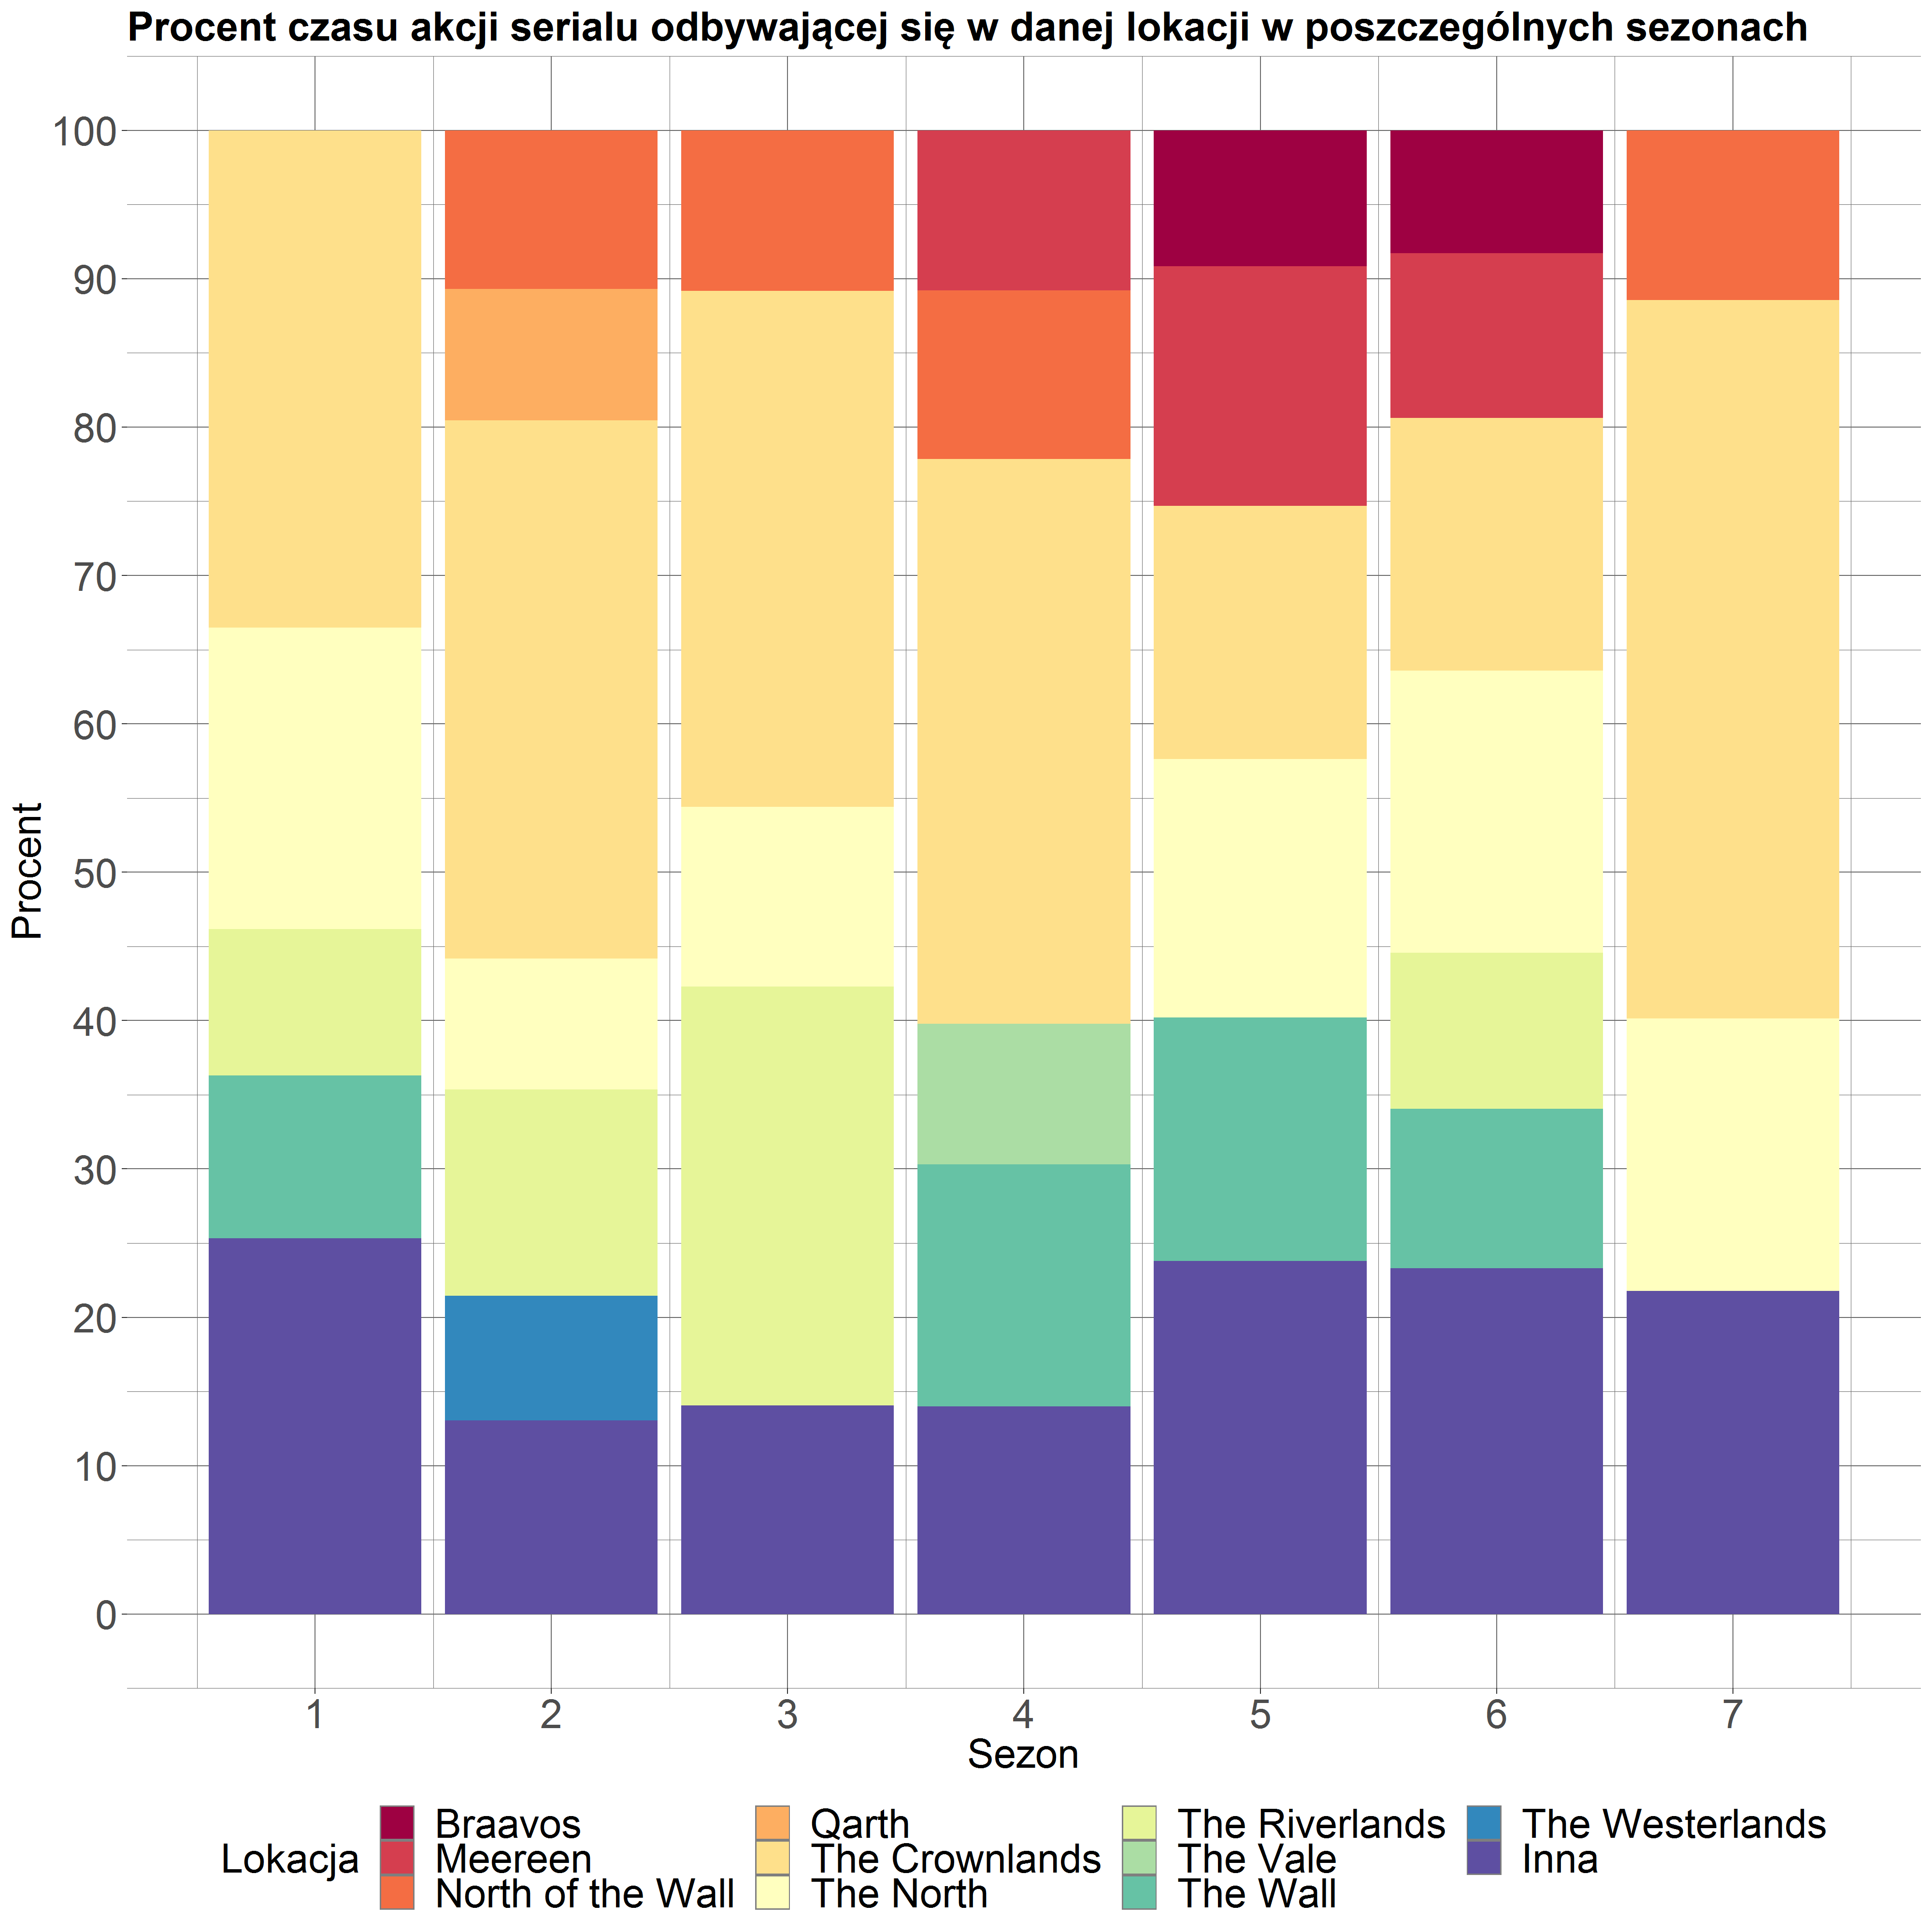 Procent czasu akcji serialu odbywającej się w danej lokacji w poszczególnych sezonach
Procent
100
90
80
70
60
50
40
30
20
10
0
1 2 3 4 5 6 7
Sezon
Lokacja
Braavos
Meereen
North of the Wall
Qarth
The Crownlands
The North
The Riverlands
The Vale
The Wall
The Westerlands
Inna